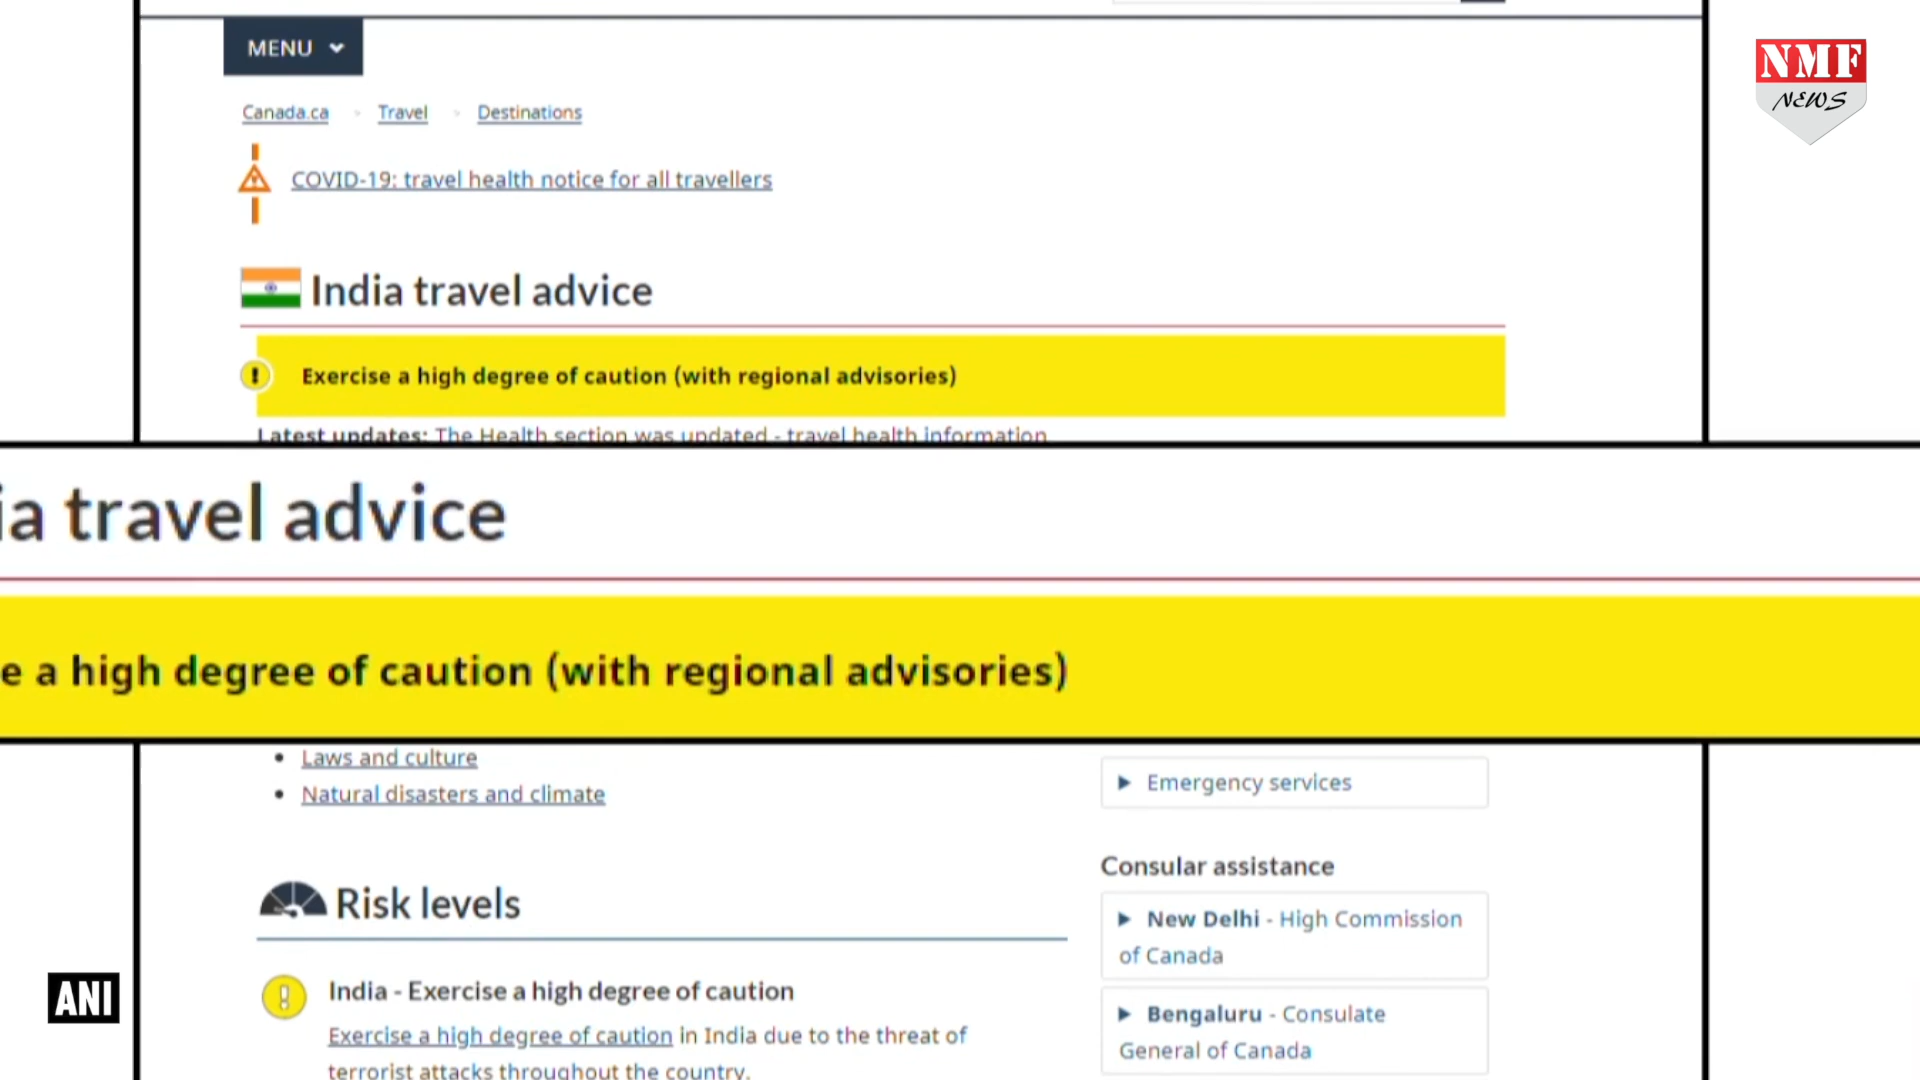 MENU
NMF
NEWS
Canada.ca
Travel
Destinations
COVID-19: travel health notice for all travellers
India travel advice
Exercise a high degree of caution (with regional advisories)
Latest updates: The Health section was updated - travel health information
ia travel advice
e a high degree of caution (with regional advisories)
Laws and culture
Natural disasters and climate
Emergency services
Risk levels
India - Exercise a high degree of caution
Exercise a high degree of caution in India due to the threat of
terrorist attacks throughout the country.
Consular assistance
New Delhi - High Commission
of Canada
Bengaluru - Consulate
General of Canada
ANI